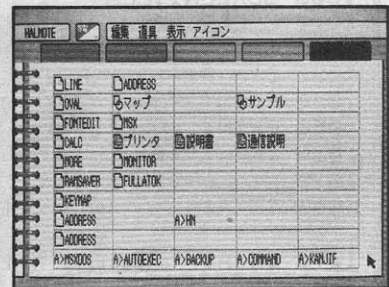 HALNOTE 編集 道具 表示 アイコン
LINE ADDRESS
OVAL マップ サンプル
FONTEDIT MSX
CALC プリンタ 説明書 通信説明
MORE MONITOR
RAMSAVER FULLATOK
KEYMAP
ADDRESS A>HN
ADDRESS
A>MSXDOS A>AUTOEXEC A>BACKUP A>COMMAND A>KANJIF